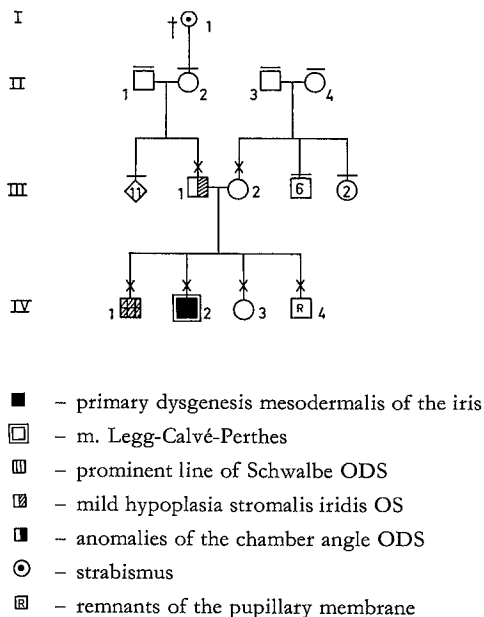 I
† 1
II
1 2 3 4
III
11 1 2 6 2
IV
1 2 3 R 4
– primary dysgenesis mesodermalis of the iris
– m. Legg-Calvé-Perthes
– prominent line of Schwalbe ODS
– mild hypoplasia stromalis iridis OS
– anomalies of the chamber angle ODS
– strabismus
R – remnants of the pupillary membrane